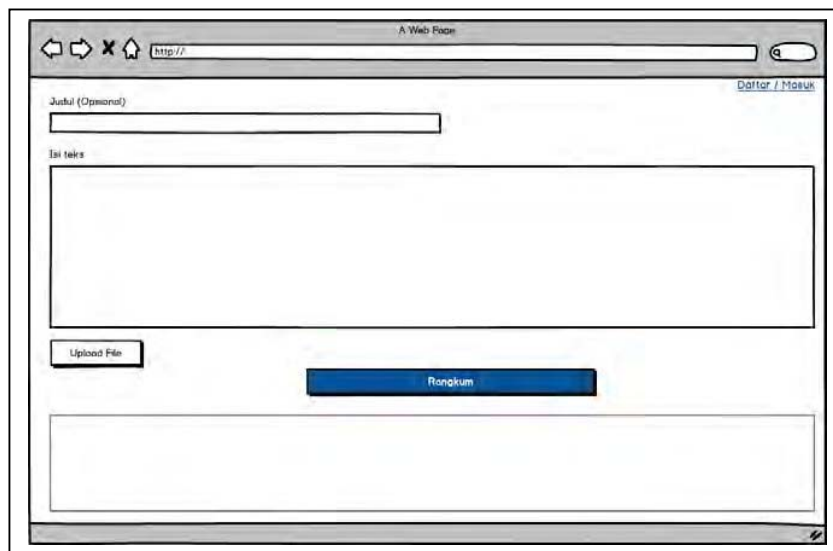 A Web Page
http://
Daftar / Masuk
Judul (Opsional)
Isi teks
Upload File
Rangkum